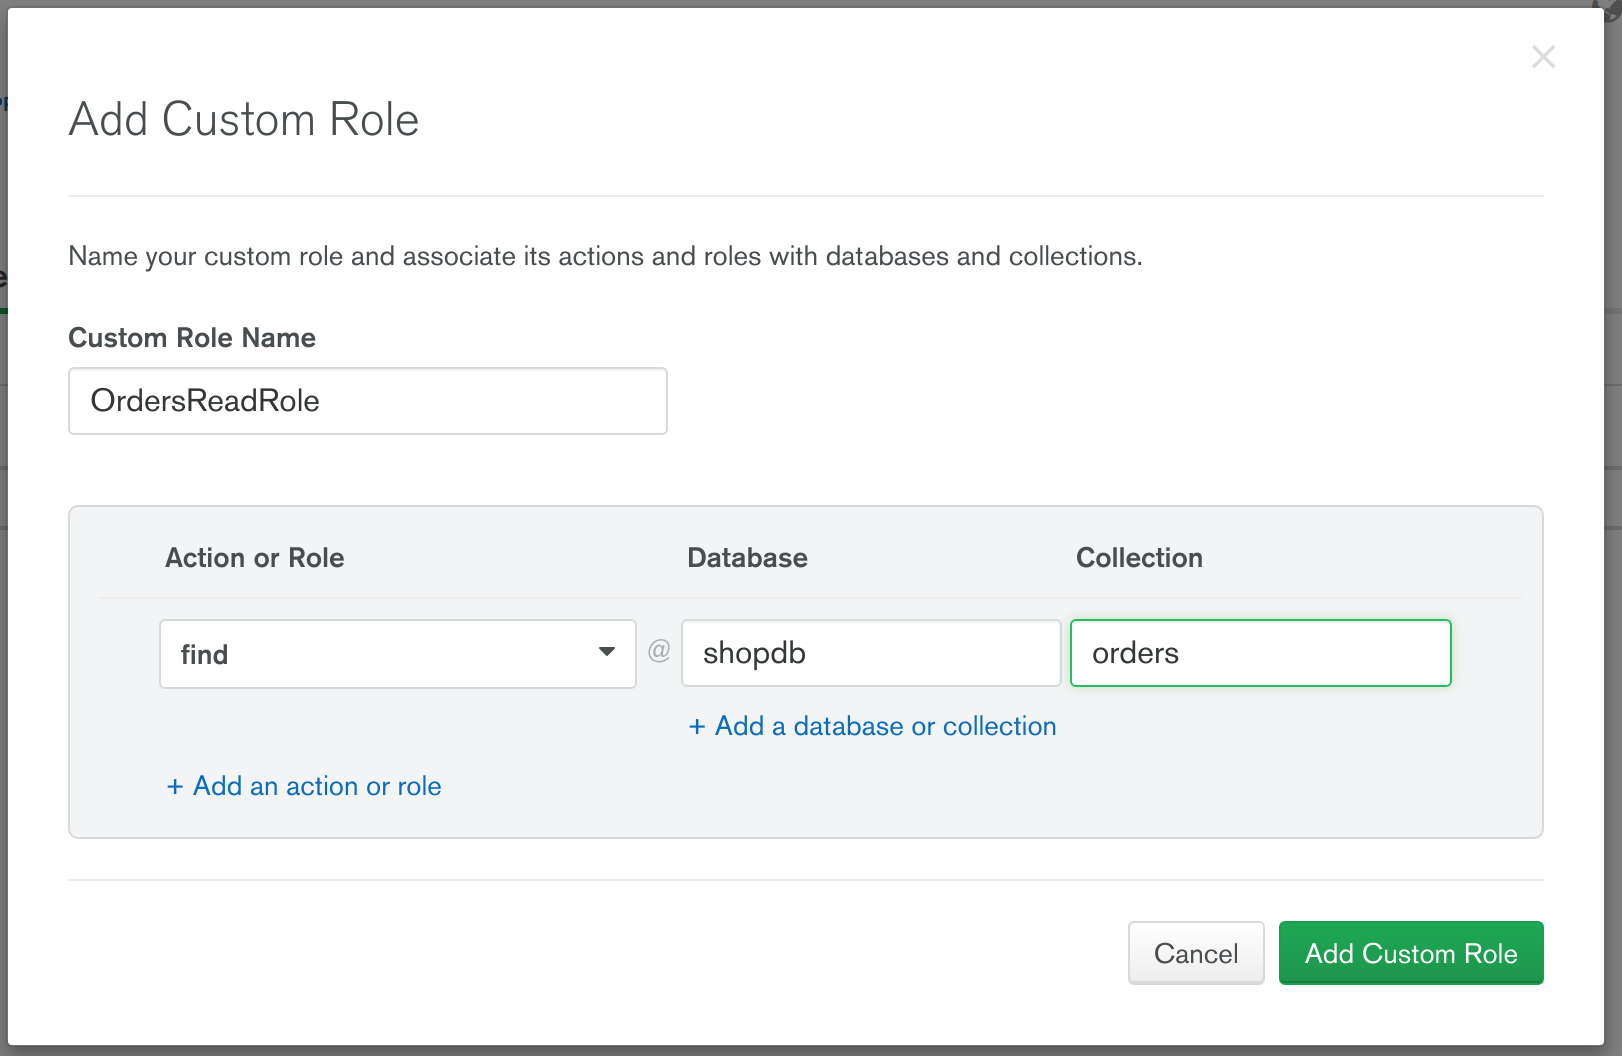 Add Custom Role
Name your custom role and associate its actions and roles with databases and collections.
Custom Role Name
OrdersReadRole
Action or Role Database Collection
find @ shopdb orders
+ Add a database or collection
+ Add an action or role
Cancel Add Custom Role